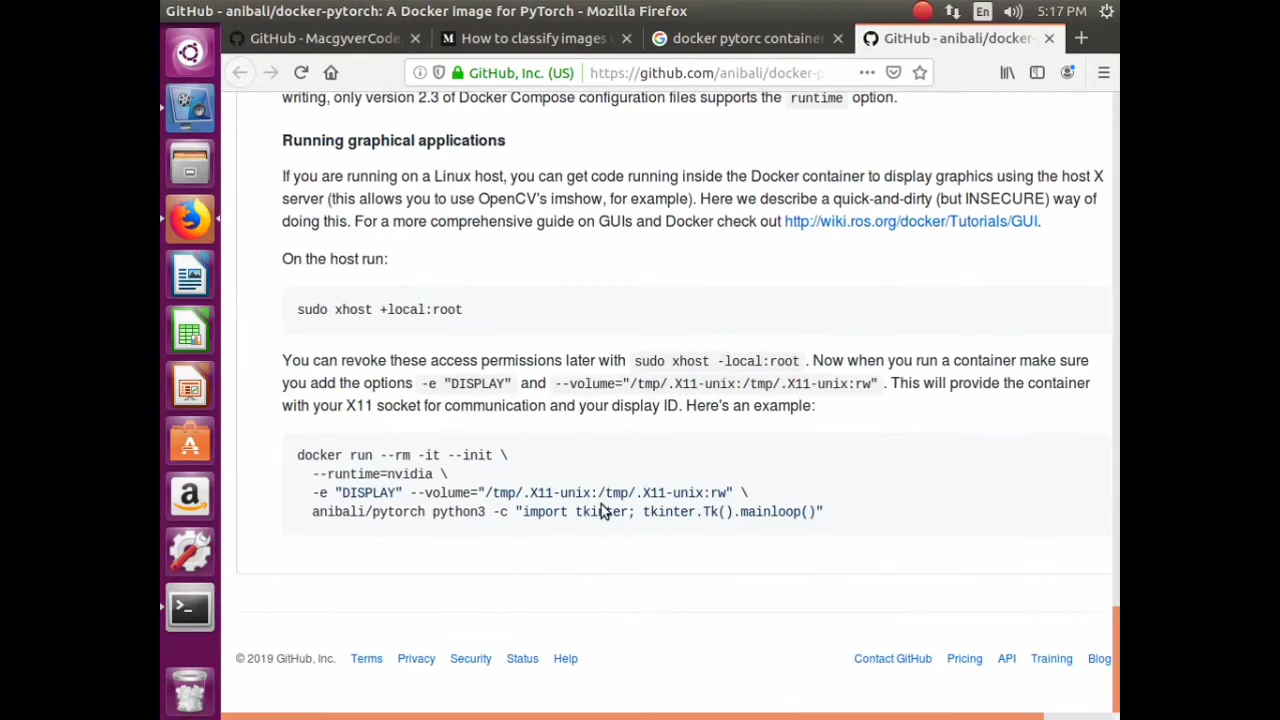 GitHub - anibali/docker-pytorch: A Docker image for PyTorch - Mozilla Firefox
En
5:17 PM
GitHub - MacgyverCode
M How to classify images
docker pytorc container
GitHub - anibali/docker-
GitHub, Inc. (US)
https://github.com/anibali/docker-p
writing, only version 2.3 of Docker Compose configuration files supports the runtime option.
Running graphical applications
If you are running on a Linux host, you can get code running inside the Docker container to display graphics using the host X
server (this allows you to use OpenCV's imshow, for example). Here we describe a quick-and-dirty (but INSECURE) way of
doing this. For a more comprehensive guide on GUIs and Docker check out http://wiki.ros.org/docker/Tutorials/GUI.
On the host run:
sudo xhost +local:root
You can revoke these access permissions later with sudo xhost -local:root . Now when you run a container make sure
you add the options -e "DISPLAY" and --volume="/tmp/.X11-unix:/tmp/.X11-unix:rw" . This will provide the container
with your X11 socket for communication and your display ID. Here's an example:
docker run --rm -it --init \
--runtime=nvidia \
-e "DISPLAY" --volume="/tmp/.X11-unix:/tmp/.X11-unix:rw" \
anibali/pytorch python3 -c "import tkinter; tkinter.Tk().mainloop()"
© 2019 GitHub, Inc.
Terms
Privacy
Security
Status
Help
Contact GitHub
Pricing
API
Training
Blog